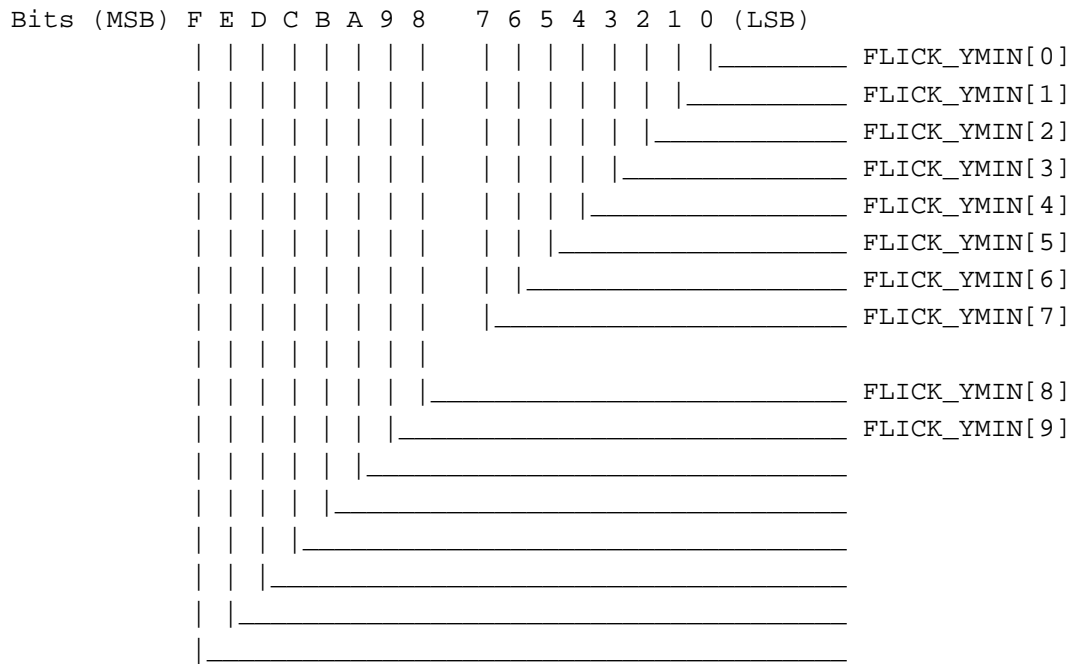 Bits (MSB) F E D C B A 9 8 7 6 5 4 3 2 1 0 (LSB)
FLICK_YMIN[0]
FLICK_YMIN[1]
FLICK_YMIN[2]
FLICK_YMIN[3]
FLICK_YMIN[4]
FLICK_YMIN[5]
FLICK_YMIN[6]
FLICK_YMIN[7]
FLICK_YMIN[8]
FLICK_YMIN[9]